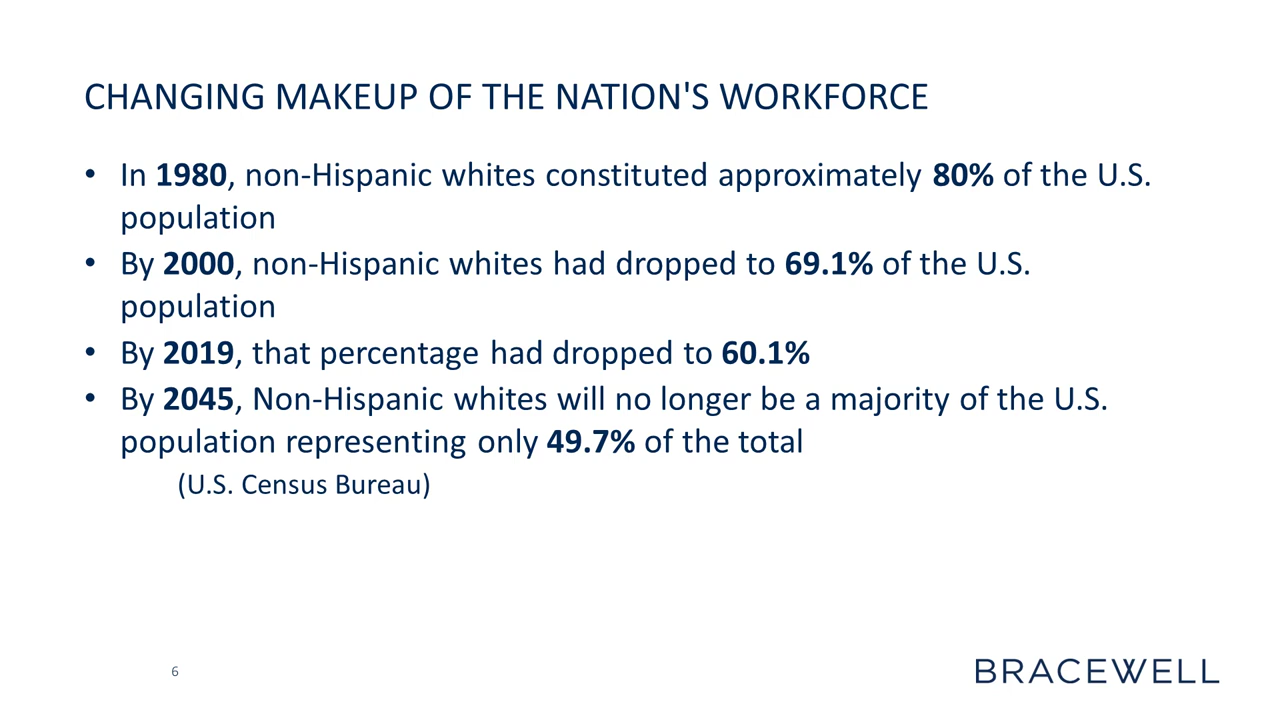 CHANGING MAKEUP OF THE NATION'S WORKFORCE
• In 1980, non-Hispanic whites constituted approximately 80% of the U.S.
population
• By 2000, non-Hispanic whites had dropped to 69.1% of the U.S.
population
• By 2019, that percentage had dropped to 60.1%
• By 2045, Non-Hispanic whites will no longer be a majority of the U.S.
population representing only 49.7% of the total
(U.S. Census Bureau)
6
BRACEWELL